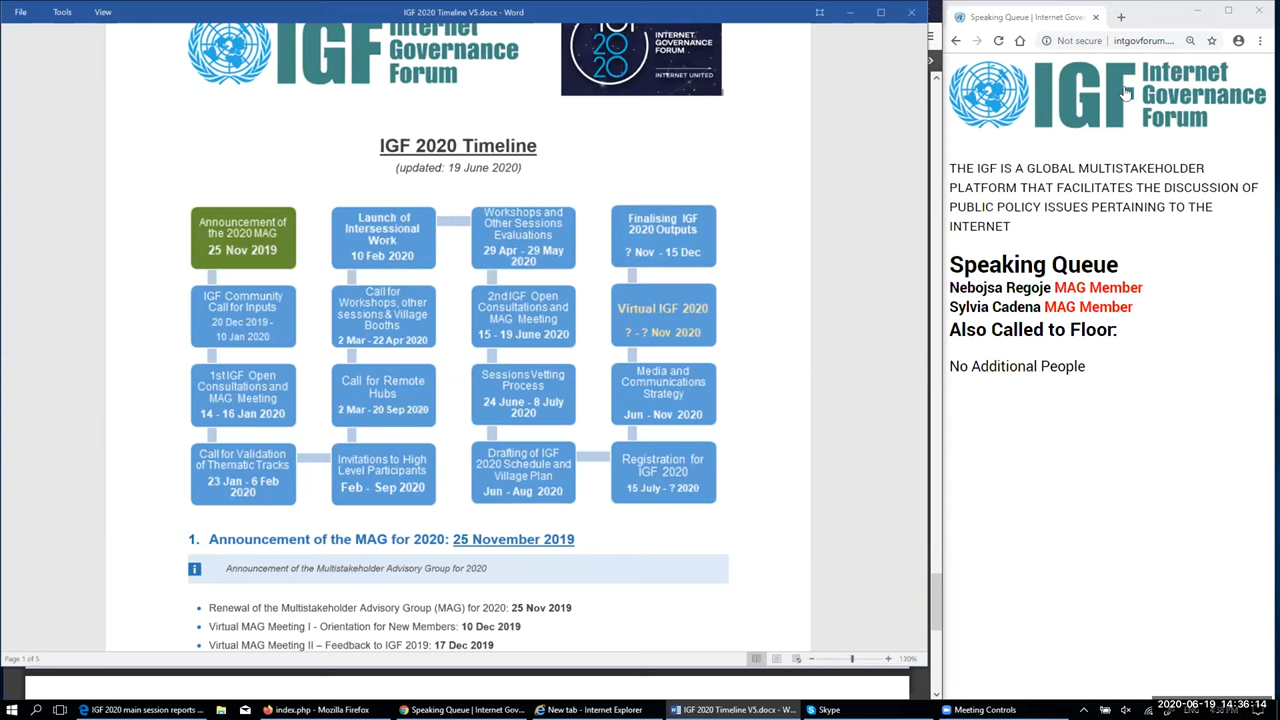 File Tools View IGF 2020 Timeline V5.docx - Word
IGF Internet
Governance
Forum
2020
INTERNET
GOVERNANCE
FORUM
INTERNET UNITED
IGF 2020 Timeline
(updated: 19 June 2020)
Announcement of
the 2020 MAG
25 Nov 2019
IGF Community
Call for Inputs
20 Dec 2019 -
10 Jan 2020
1st IGF Open
Consultations and
MAG Meeting
14 - 16 Jan 2020
Call for Validation
of Thematic Tracks
23 Jan - 6 Feb
2020
Launch of
Intersessional
Work
10 Feb 2020
Call for
Workshops, other
sessions & Village
Booths
2 Mar - 22 Apr 2020
Call for Remote
Hubs
2 Mar - 20 Sep 2020
Invitations to High
Level Participants
Feb - Sep 2020
Workshops and
Other Sessions
Evaluations
29 Apr - 29 May
2020
2nd IGF Open
Consultations and
MAG Meeting
15 - 19 June 2020
Sessions Vetting
Process
24 June - 8 July
2020
Drafting of IGF
2020 Schedule and
Village Plan
Jun - Aug 2020
Finalising IGF
2020 Outputs
? Nov - 15 Dec
Virtual IGF 2020
? - ? Nov 2020
Media and
Communications
Strategy
Jun - Nov 2020
Registration for
IGF 2020
15 July - ? 2020
1. Announcement of the MAG for 2020: 25 November 2019
i Announcement of the Multistakeholder Advisory Group for 2020
• Renewal of the Multistakeholder Advisory Group (MAG) for 2020: 25 Nov 2019
• Virtual MAG Meeting I - Orientation for New Members: 10 Dec 2019
• Virtual MAG Meeting II – Feedback to IGF 2019: 17 Dec 2019
Page 1 of 5
130%
Speaking Queue | Internet Gove
Not secure | intgovforum....
IGF Internet
Governance
Forum
THE IGF IS A GLOBAL MULTISTAKEHOLDER
PLATFORM THAT FACILITATES THE DISCUSSION OF
PUBLIC POLICY ISSUES PERTAINING TO THE
INTERNET
Speaking Queue
Nebojsa Regoje MAG Member
Sylvia Cadena MAG Member
Also Called to Floor:
No Additional People
IGF 2020 main session reports ...
index.php - Mozilla Firefox
Speaking Queue | Internet Gov...
New tab - Internet Explorer
IGF 2020 Timeline V5.docx - W...
Skype
Meeting Controls
2020-06-19 14:36:14